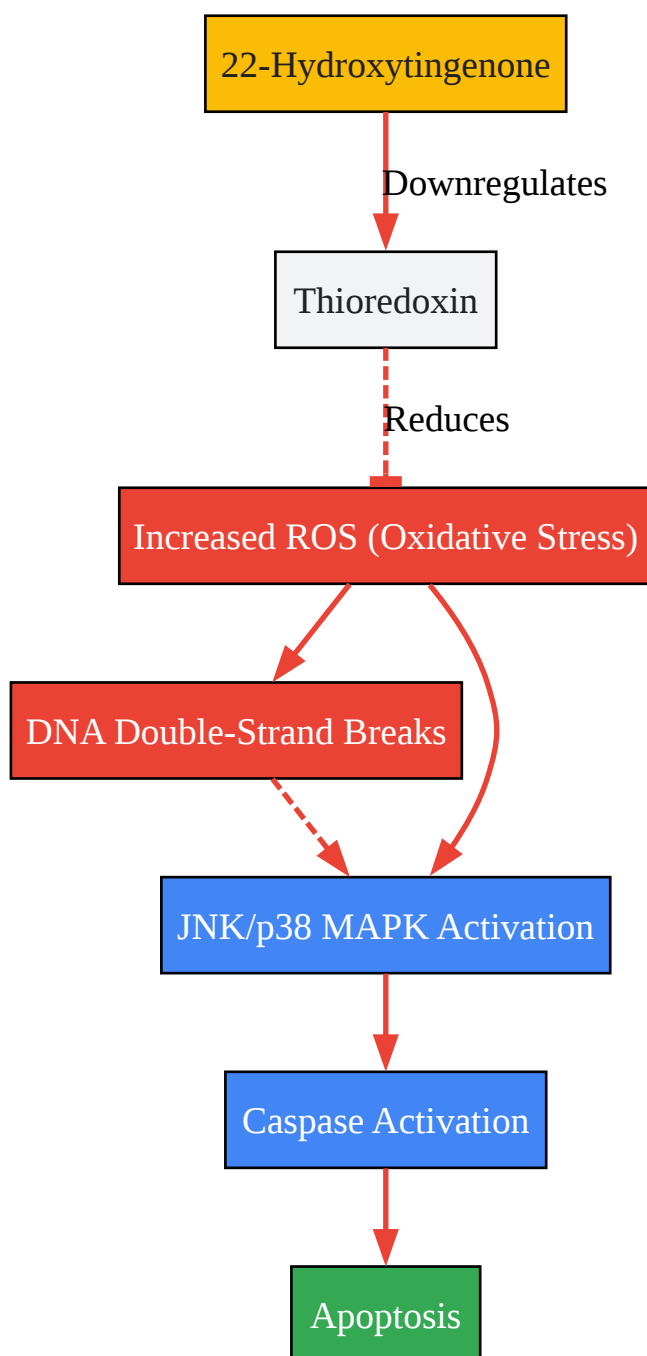 22-Hydroxytingenone
Downregulates
Thioredoxin
Reduces
Increased ROS (Oxidative Stress)
DNA Double-Strand Breaks
JNK/p38 MAPK Activation
Caspase Activation
Apoptosis